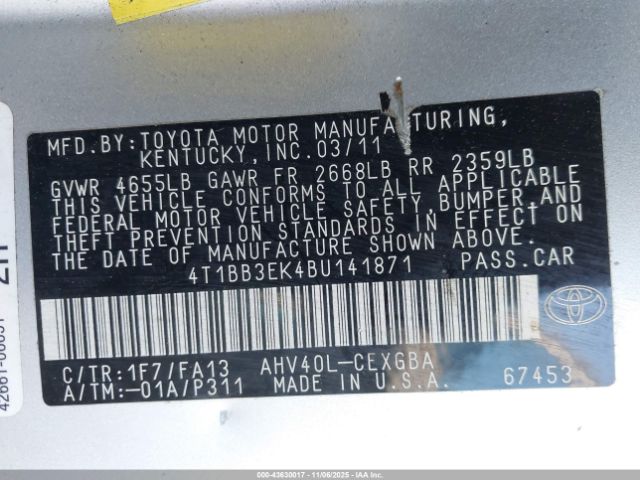 MFD.BY:TOYOTA MOTOR MANUFACTURING,
KENTUCKY, INC. 03/11
GVWR 4655LB GAWR FR 2668LB RR 2359LB
THIS VEHICLE CONFORMS TO ALL APPLICABLE
FEDERAL MOTOR VEHICLE SAFETY, BUMPER, AND
THEFT PREVENTION STANDARDS IN EFFECT ON
THE DATE OF MANUFACTURE SHOWN ABOVE.
4T1BB3EK4BU141871 PASS.CAR
C/TR:1F7/FA13 AHV40L-CEXGBA
A/TM:-01A/P311 MADE IN U.S.A. 67453
TOYOTA
000-43630017 - 11/06/2025 - IAAI.com